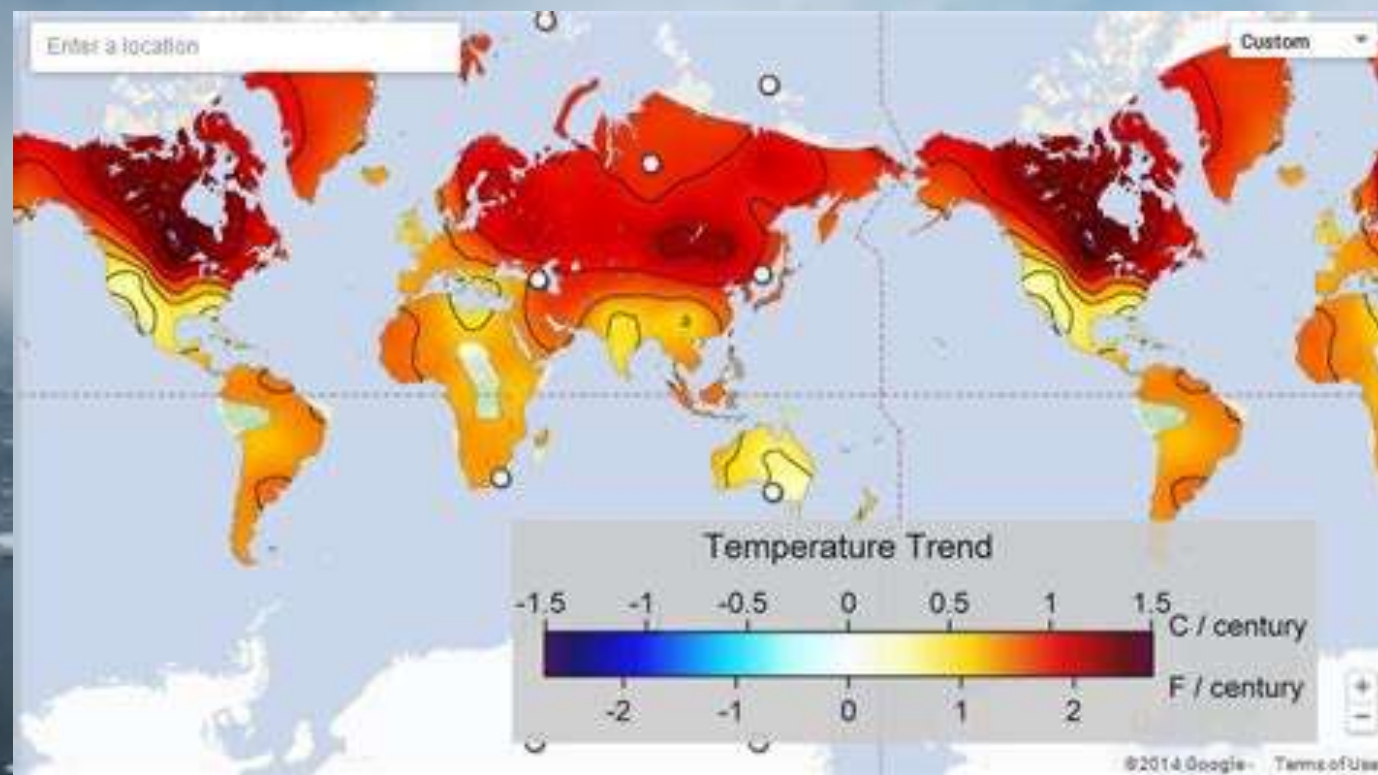 Enter a location
Custom
Temperature Trend
-1.5 -1 -0.5 0 0.5 1 1.5
C / century
F / century
-2 -1 0 1 2
+
−
©2014 Google - Terms of Use